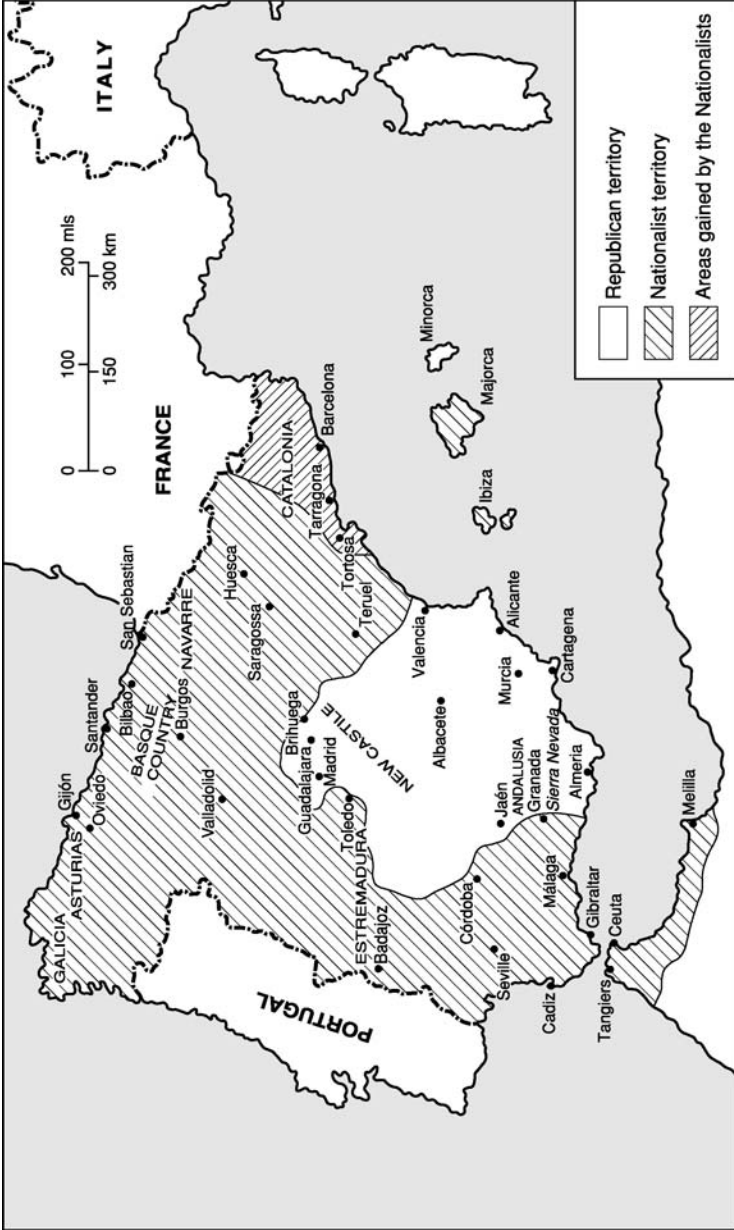 ITALY
FRANCE
0 100 200 mls
0 150 300 km
GALICIA
ASTURIAS
Gijón
Oviedo
Santander
Bilbao
San Sebastian
BASQUE
COUNTRY
NAVARRE
Burgos
Valladolid
Huesca
Saragossa
CATALONIA
Barcelona
Tarragona
Tortosa
Teruel
Brihuega
Guadalajara
Madrid
Toledo
NEW CASTILE
PORTUGAL
ESTREMADURA
Badajoz
Valencia
Albacete
Alicante
Murcia
Cartagena
Minorca
Majorca
Ibiza
Córdoba
Jaén
ANDALUSIA
Granada
Sierra Nevada
Almería
Seville
Málaga
Cadiz
Gibraltar
Ceuta
Tangiers
Melilla
Republican territory
Nationalist territory
Areas gained by the Nationalists